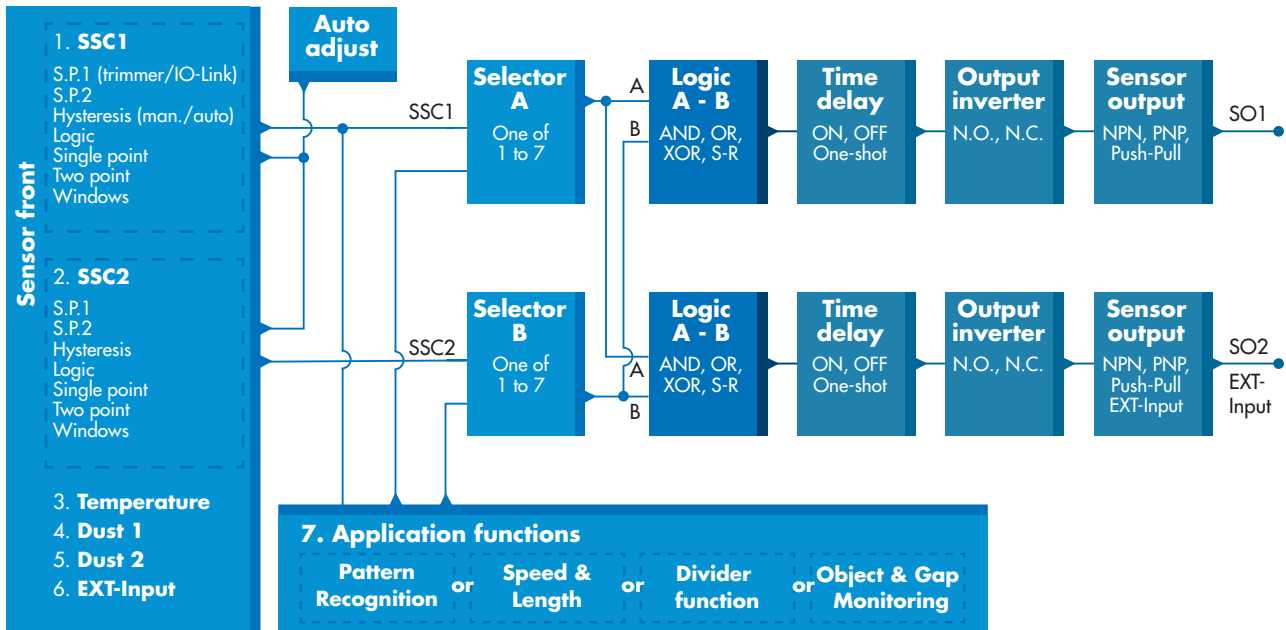 Sensor front
1. SSC1
S.P.1 (trimmer/IO-Link)
S.P.2
Hysteresis (man./auto)
Logic
Single point
Two point
Windows
2. SSC2
S.P.1
S.P.2
Hysteresis
Logic
Single point
Two point
Windows
3. Temperature
4. Dust 1
5. Dust 2
6. EXT-Input
Auto
adjust
SSC1
Selector
A
One of
1 to 7
A
B
Logic
A - B
AND, OR,
XOR, S-R
Time
delay
ON, OFF
One-shot
Output
inverter
N.O., N.C.
Sensor
output
NPN, PNP,
Push-Pull
SO1
SSC2
Selector
B
One of
1 to 7
A
B
Logic
A - B
AND, OR,
XOR, S-R
Time
delay
ON, OFF
One-shot
Output
inverter
N.O., N.C.
Sensor
output
NPN, PNP,
Push-Pull
EXT-Input
SO2
EXT-
Input
7. Application functions
Pattern
Recognition
or
Speed &
Length
or
Divider
function
or
Object & Gap
Monitoring